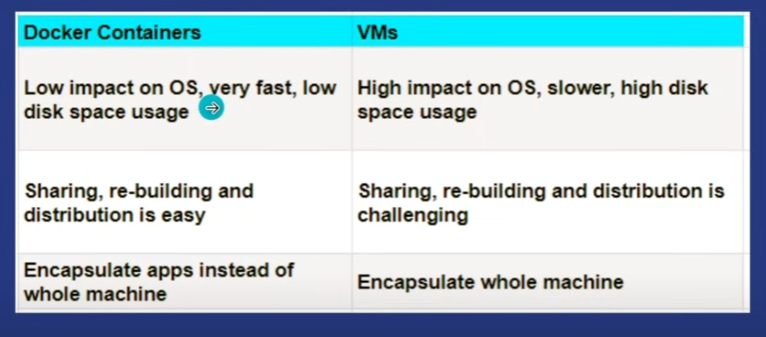 Docker Containers
VMs
Low impact on OS, very fast, low
disk space usage
High impact on OS, slower, high disk
space usage
Sharing, re-building and
distribution is easy
Sharing, re-building and distribution is
challenging
Encapsulate apps instead of
whole machine
Encapsulate whole machine